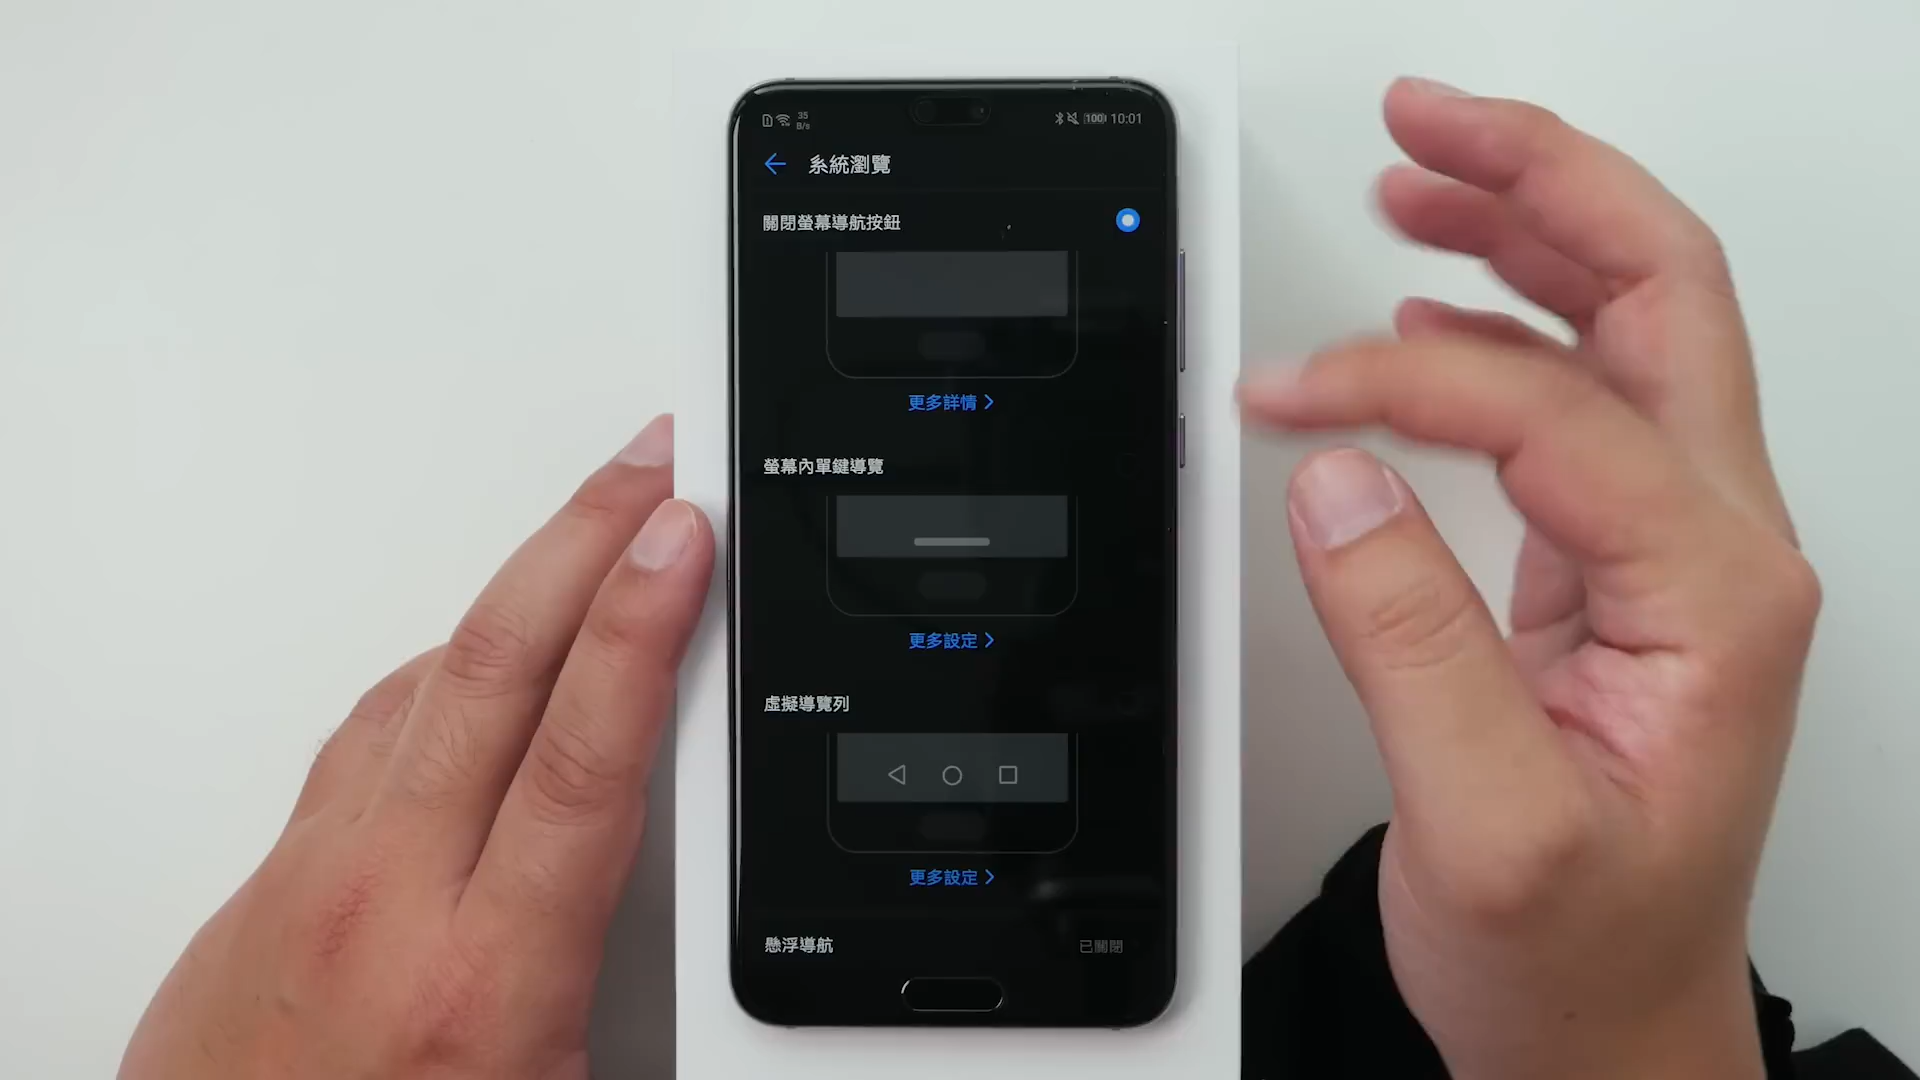 35
B/s
100 10:01
系統瀏覽
關閉螢幕導航按鈕
更多詳情
螢幕內單鍵導覽
更多設定
虛擬導覽列
更多設定
懸浮導航 已關閉